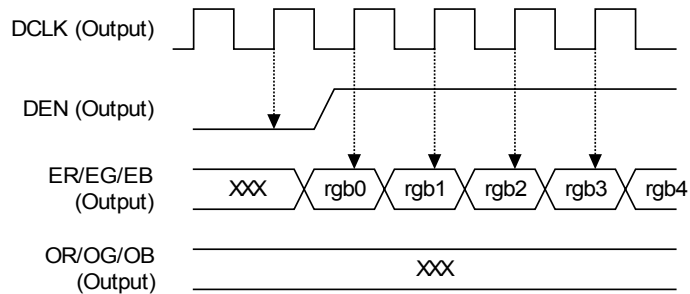 DCLK (Output)
DEN (Output)
ER/EG/EB
(Output)
XXX rgb0 rgb1 rgb2 rgb3 rgb4
OR/OG/OB
(Output)
XXX